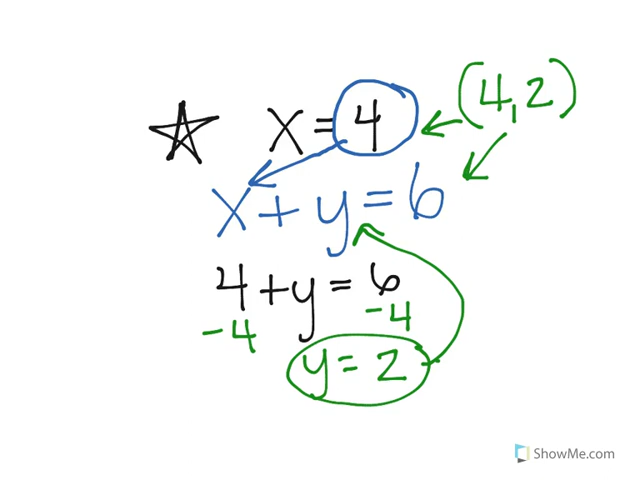 x = 4
(4, 2)
x + y = 6
4 + y = 6
-4 -4
y = 2
ShowMe.com